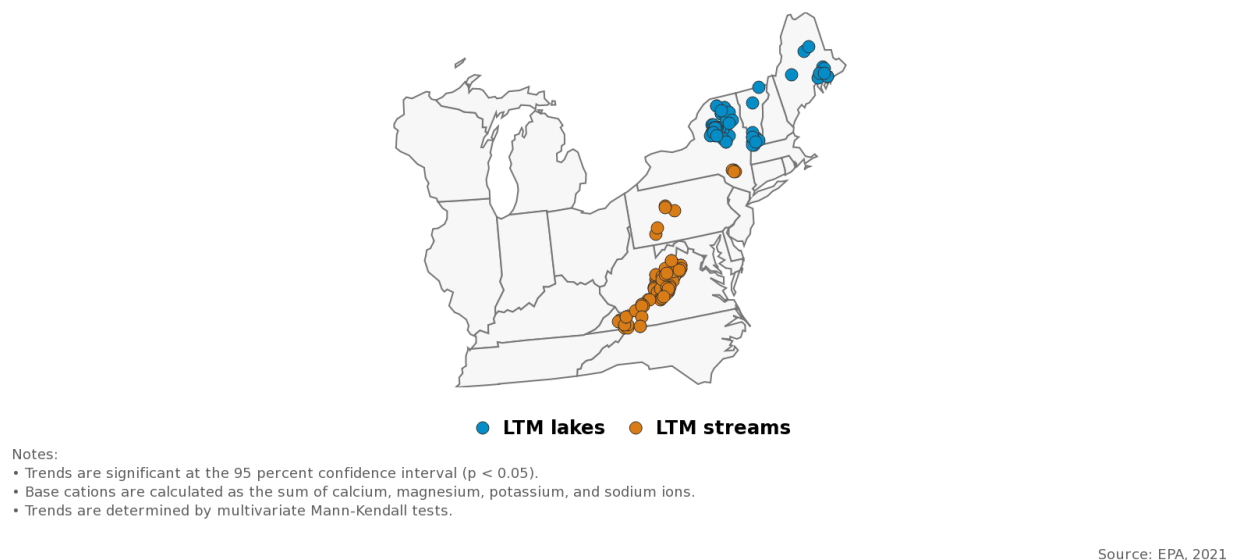 LTM lakes LTM streams
Notes:
• Trends are significant at the 95 percent confidence interval (p < 0.05).
• Base cations are calculated as the sum of calcium, magnesium, potassium, and sodium ions.
• Trends are determined by multivariate Mann-Kendall tests.
Source: EPA, 2021